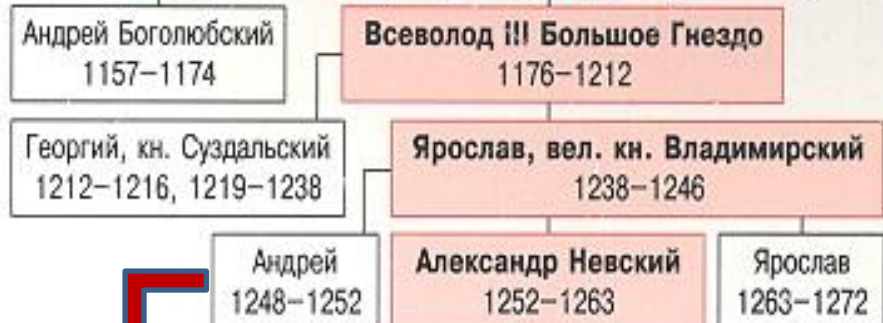 Андрей Боголюбский
1157–1174
Всеволод III Большое Гнездо
1176–1212
Георгий, кн. Суздальский
1212–1216, 1219–1238
Ярослав, вел. кн. Владимирский
1238–1246
Андрей
1248–1252
Александр Невский
1252–1263
Ярослав
1263–1272